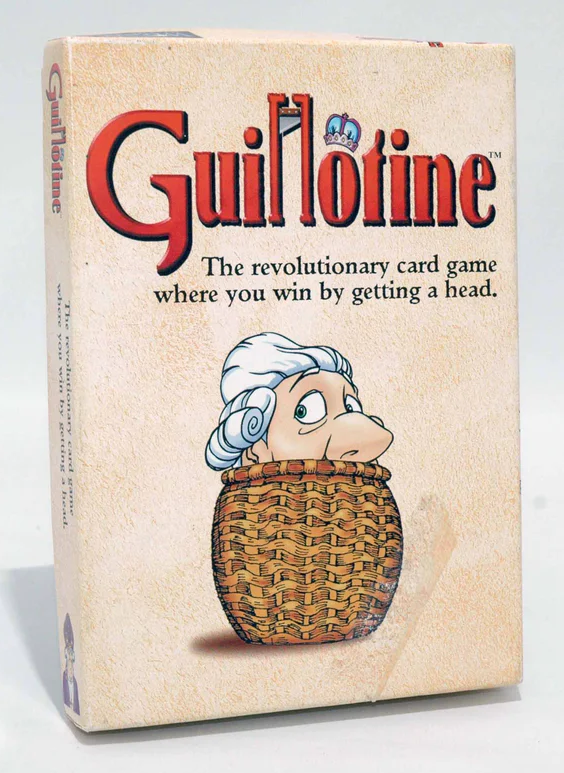 Guillotine™
The revolutionary card game
where you win by getting a head.
Guillotine
The revolutionary card game
where you win by getting a head.